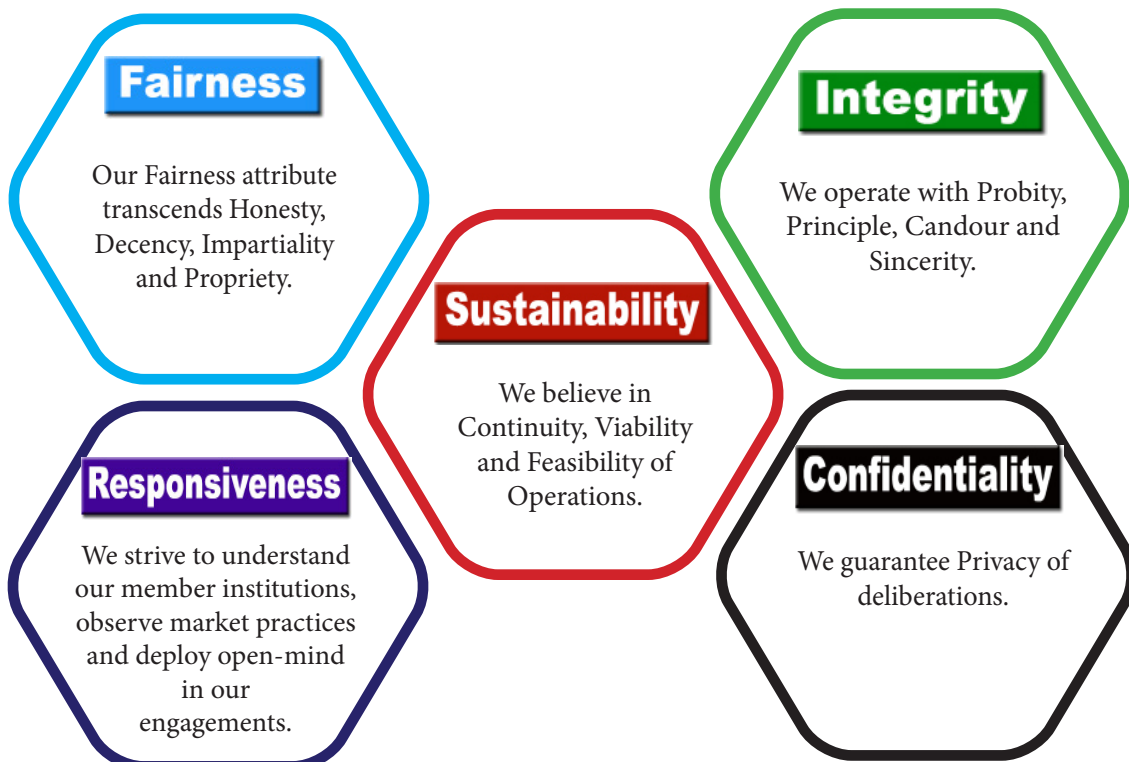 Fairness
Our Fairness attribute
transcends Honesty,
Decency, Impartiality
and Propriety.
Integrity
We operate with Probity,
Principle, Candour and
Sincerity.
Sustainability
We believe in
Continuity, Viability
and Feasibility of
Operations.
Responsiveness
We strive to understand
our member institutions,
observe market practices
and deploy open-mind
in our
engagements.
Confidentiality
We guarantee Privacy of
deliberations.